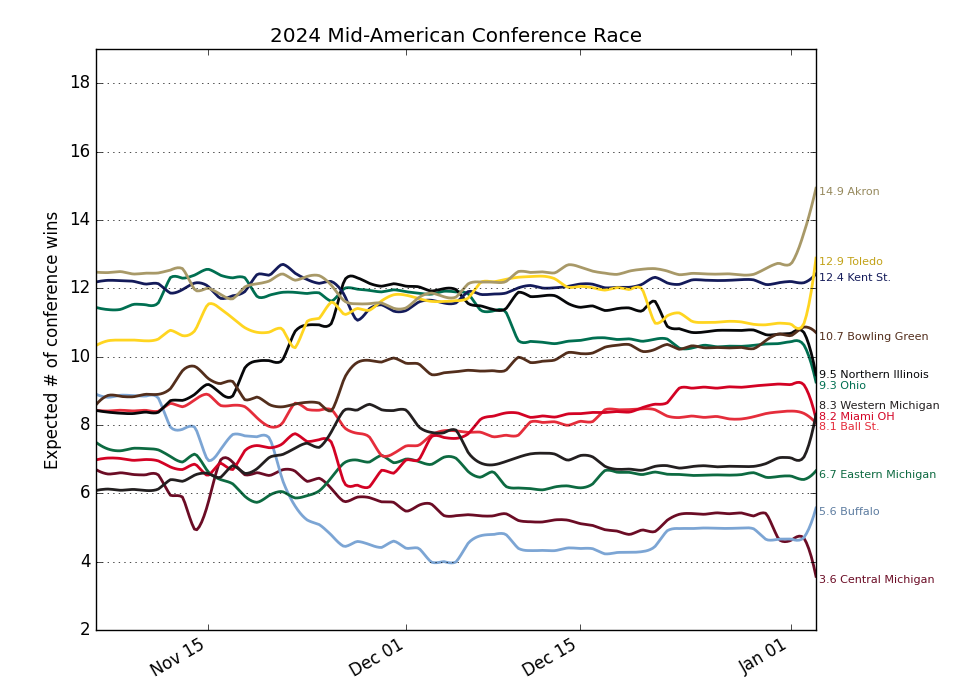 2024 Mid-American Conference Race
Expected # of conference wins
18
16
14
12
10
8
6
4
2
Nov 15
Dec 01
Dec 15
Jan 01
14.9 Akron
12.9 Toledo
12.4 Kent St.
10.7 Bowling Green
9.5 Northern Illinois
9.3 Ohio
8.3 Western Michigan
8.2 Miami OH
8.1 Ball St.
6.7 Eastern Michigan
5.6 Buffalo
3.6 Central Michigan